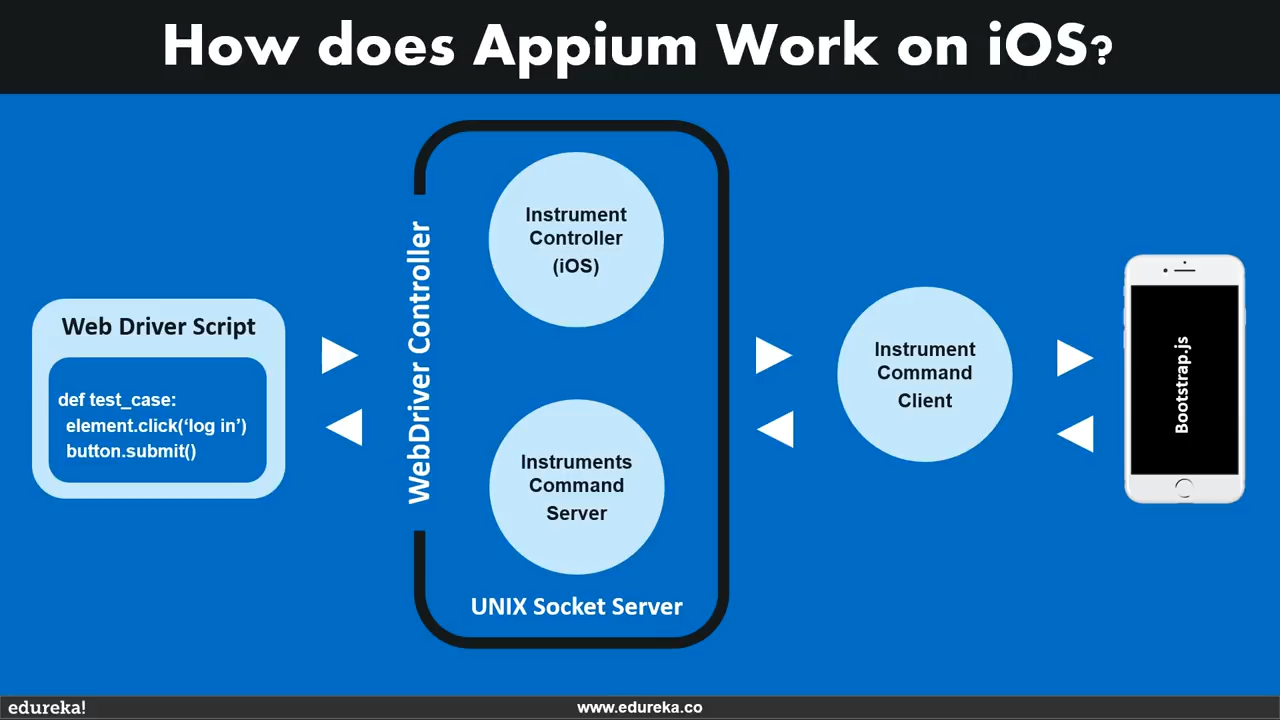 How does Appium Work on iOS?
Web Driver Script
def test_case:
element.click(‘log in’)
button.submit()
WebDriver Controller
Instrument
Controller
(iOS)
Instruments
Command
Server
UNIX Socket Server
Instrument
Command
Client
Bootstrap.js
edureka!
www.edureka.co